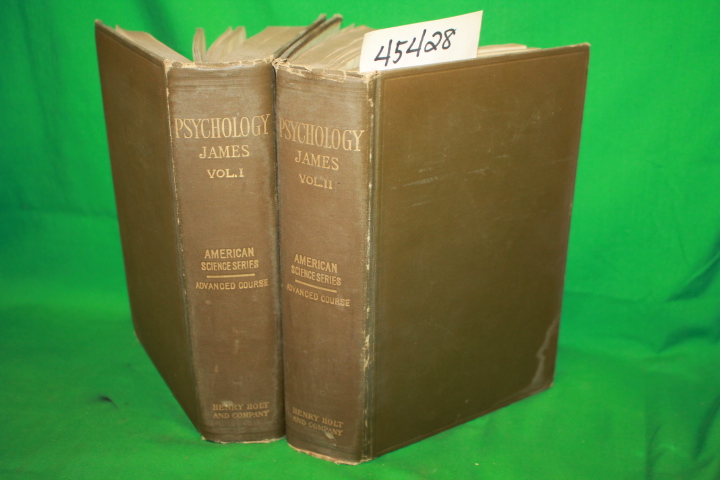 45428
PSYCHOLOGY
JAMES
VOL. I
AMERICAN
SCIENCE SERIES
ADVANCED COURSE
HENRY HOLT
AND COMPANY
PSYCHOLOGY
JAMES
VOL. II
AMERICAN
SCIENCE SERIES
ADVANCED COURSE
HENRY HOLT
AND COMPANY